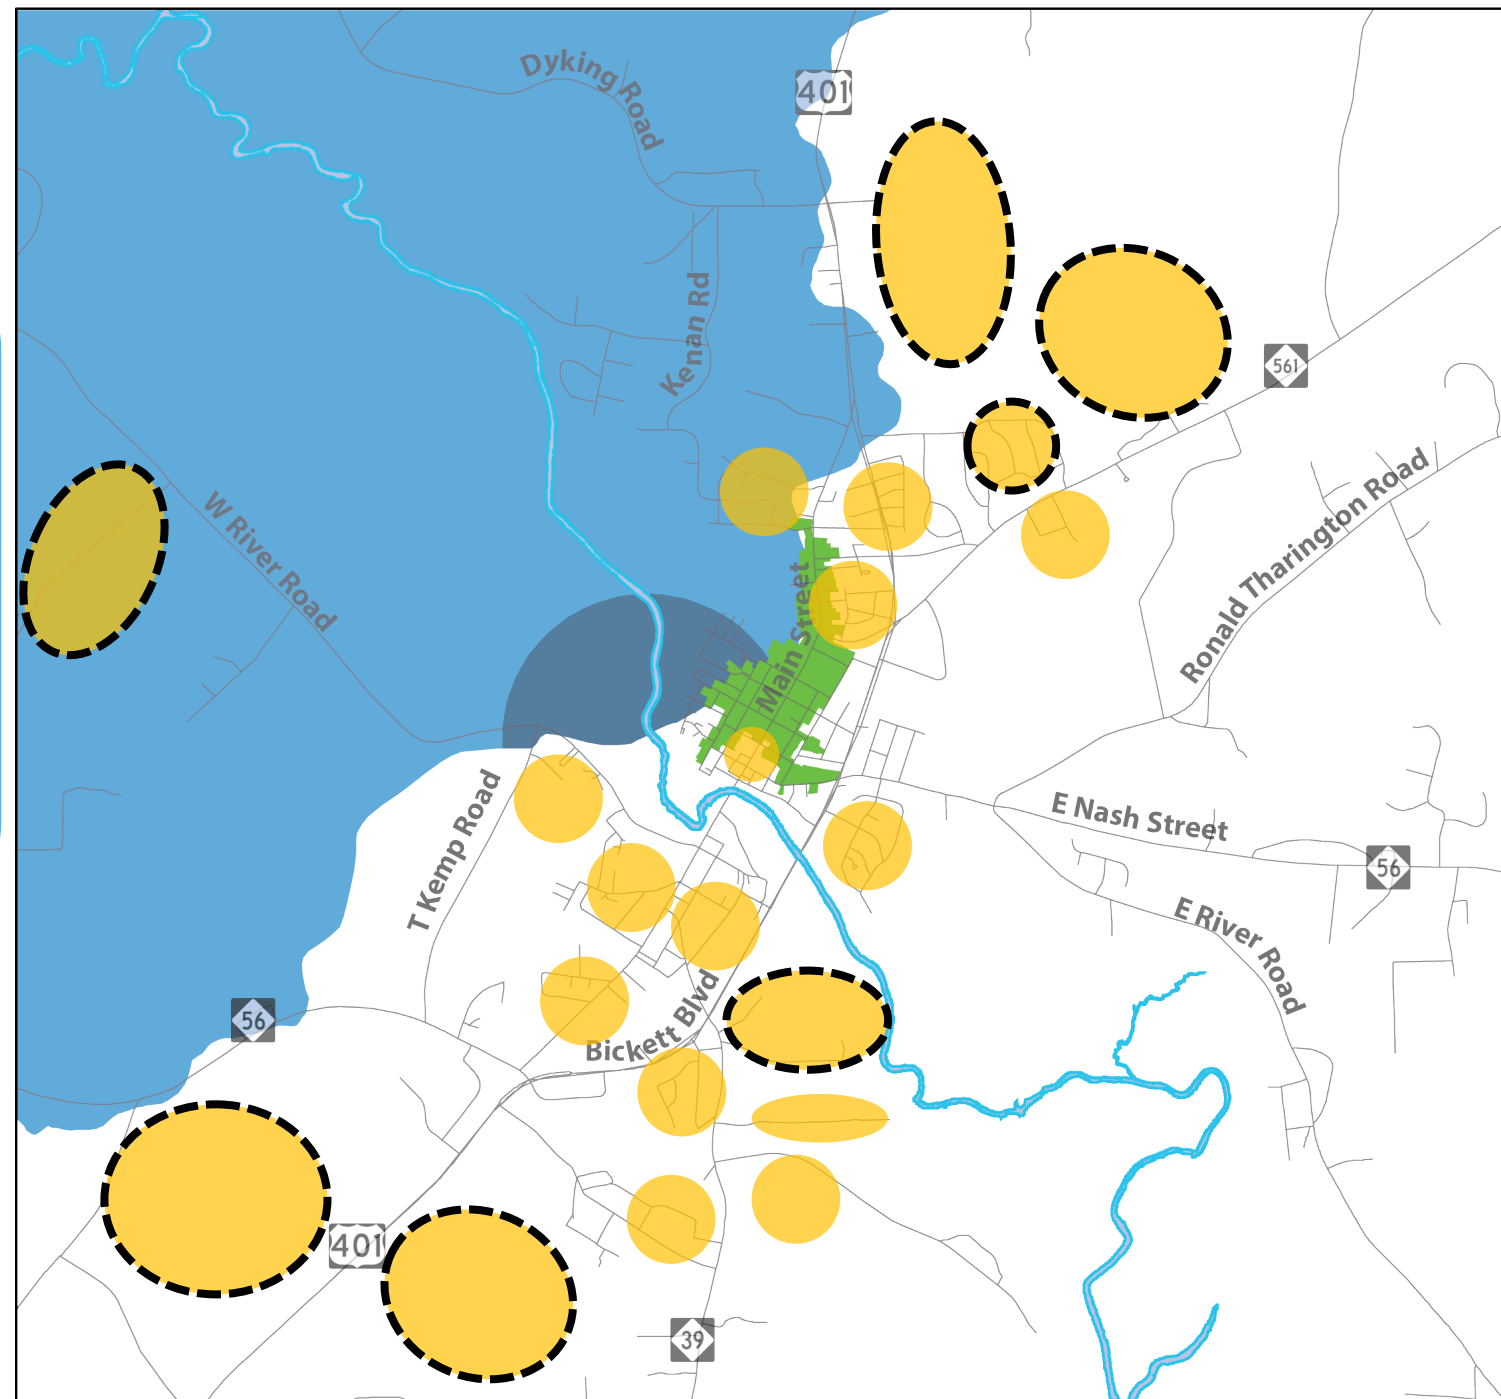 Dyking Road
401
Kenan Rd
561
W River Road
Ronald Tharington Road
Main Street
T Kemp Road
E Nash Street
56
E River Road
56
Bickett Blvd
401
39